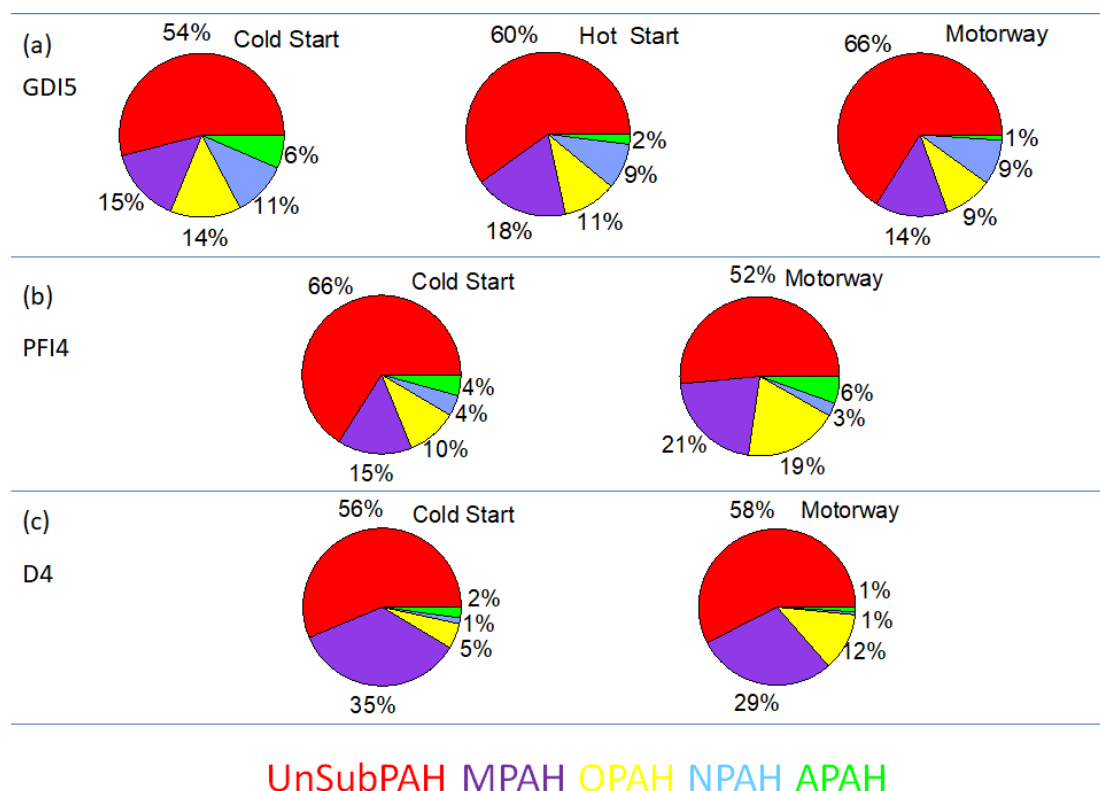 (a)
GDI5
54%
Cold Start
6%
11%
14%
15%
60%
Hot Start
2%
9%
11%
18%
66%
Motorway
1%
9%
9%
14%
(b)
PFI4
66%
Cold Start
4%
4%
10%
15%
52%
Motorway
6%
3%
19%
21%
(c)
D4
56%
Cold Start
2%
1%
5%
35%
58%
Motorway
1%
1%
12%
29%
UnSubPAH MPAH OPAH NPAH APAH